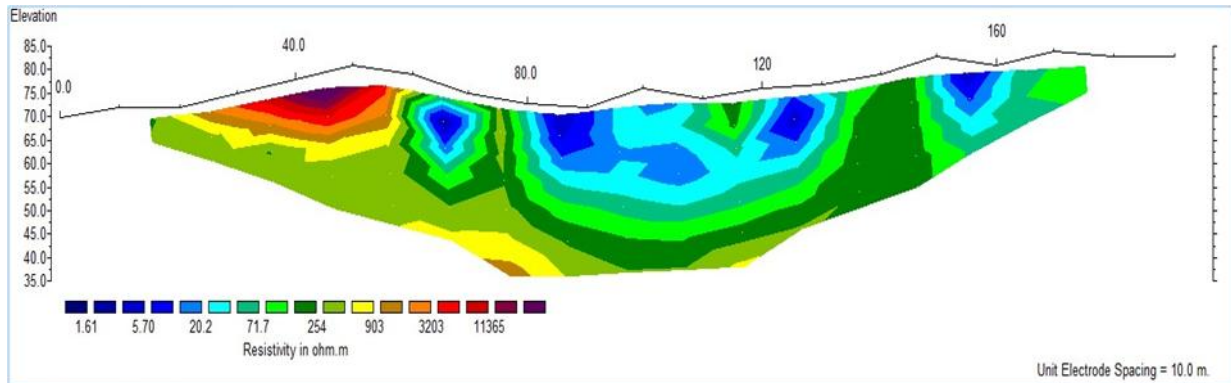 Elevation
85.0
80.0
75.0
70.0
65.0
60.0
55.0
50.0
45.0
40.0
35.0
0.0 40.0 80.0 120 160
1.61 5.70 20.2 71.7 254 903 3203 11365
Resistivity in ohm.m
Unit Electrode Spacing = 10.0 m.